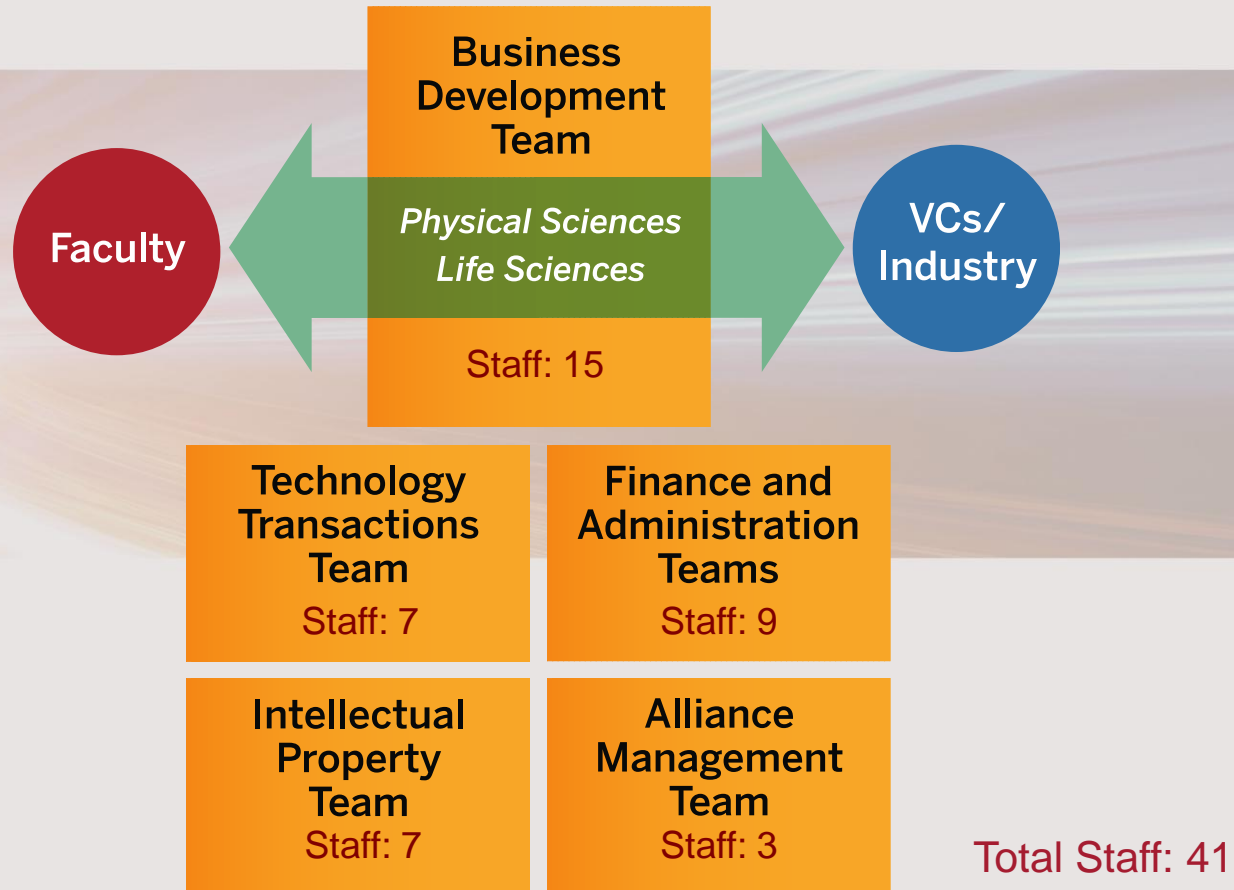 Business
Development
Team
Faculty
Physical Sciences
Life Sciences
VCs/
Industry
Staff: 15
Technology
Transactions
Team
Staff: 7
Finance and
Administration
Teams
Staff: 9
Intellectual
Property
Team
Staff: 7
Alliance
Management
Team
Staff: 3
Total Staff: 41